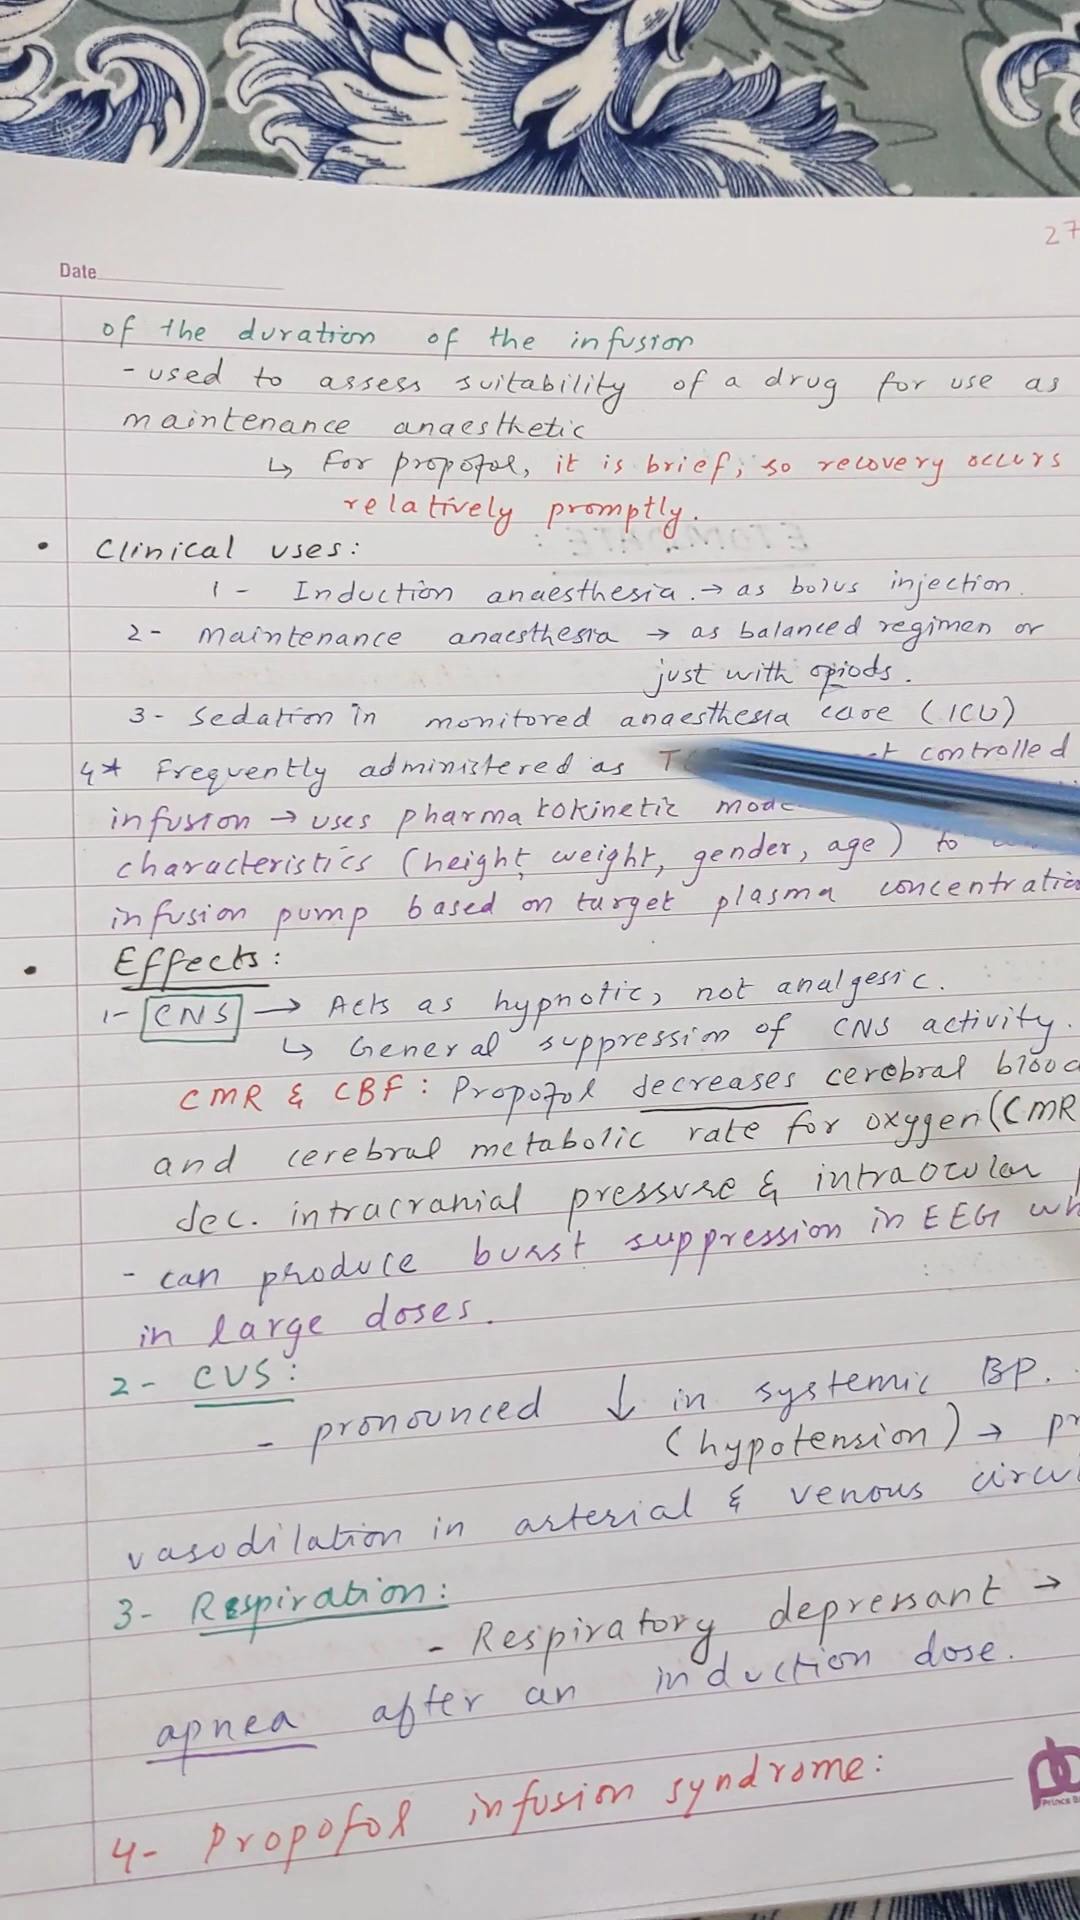 27
Date
of the duration of the infusion
- used to assess suitability of a drug for use as
maintenance anaesthetic
↳ For propofol, it is brief, so recovery occurs
relatively promptly.
• Clinical uses:
1 - Induction anaesthesia → as bolus injection.
2- maintenance anaesthesia → as balanced regimen or
just with opiods.
3- Sedation in monitored anaesthesia care (ICU)
4* Frequently administered as controlled
infusion → uses pharmatokinetic
characteristics (height, weight, gender, age) to
infusion pump based on target plasma
• Effects:
1- CNS → Acts as hypnotic, not analgesic.
↳ General suppression of CNS activity.
CMR & CBF: Propofol decreases cerebral
and cerebral metabolic rate for oxygen (CMR
dec. intracranial pressure & intraocular
- can produce burst suppression in EEG
in large doses.
2- CVS:
- pronounced ↓ in systemic BP.
(hypotension) →
vasodilation in arterial & venous
3- Respiration:
- Respiratory depressant →
apnea after an induction dose.
4- Propofol infusion syndrome: